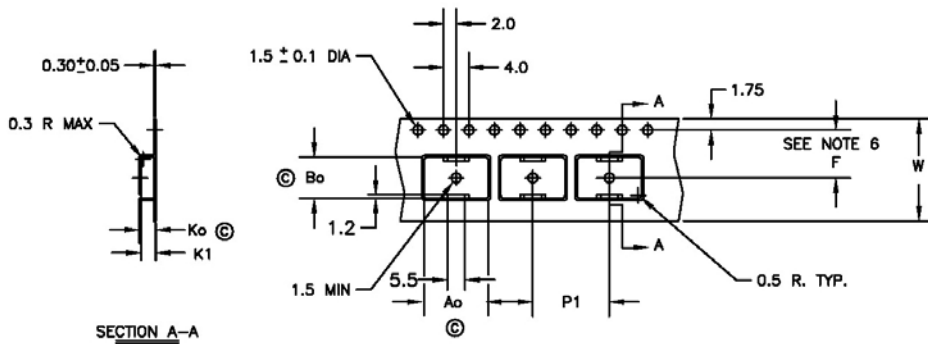 2.0
1.5 ± 0.1 DIA
4.0
0.30±0.05
0.3 R MAX
A
1.75
SEE NOTE 6
F
W
Ⓒ Bo
1.2
Ko Ⓒ
K1
1.5 MIN
5.5
Ao
Ⓒ
P1
A
0.5 R. TYP.
SECTION A-A